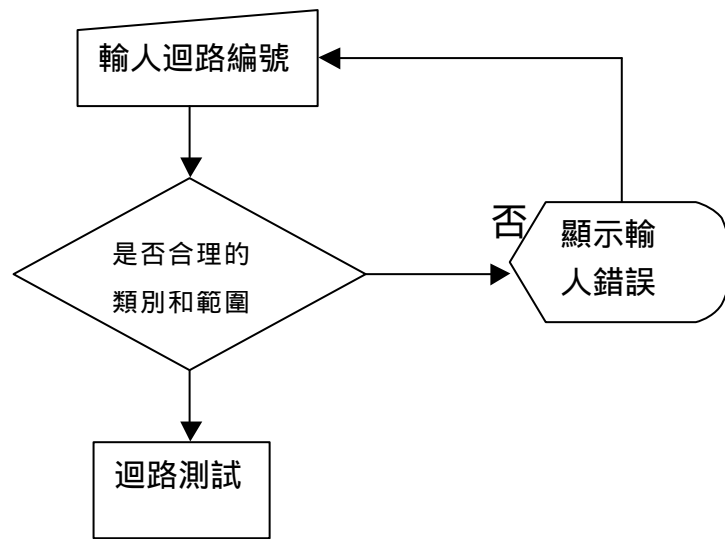 輸人迴路編號
是否合理的
類別和範圍
否
顯示輸
人錯誤
迴路測試